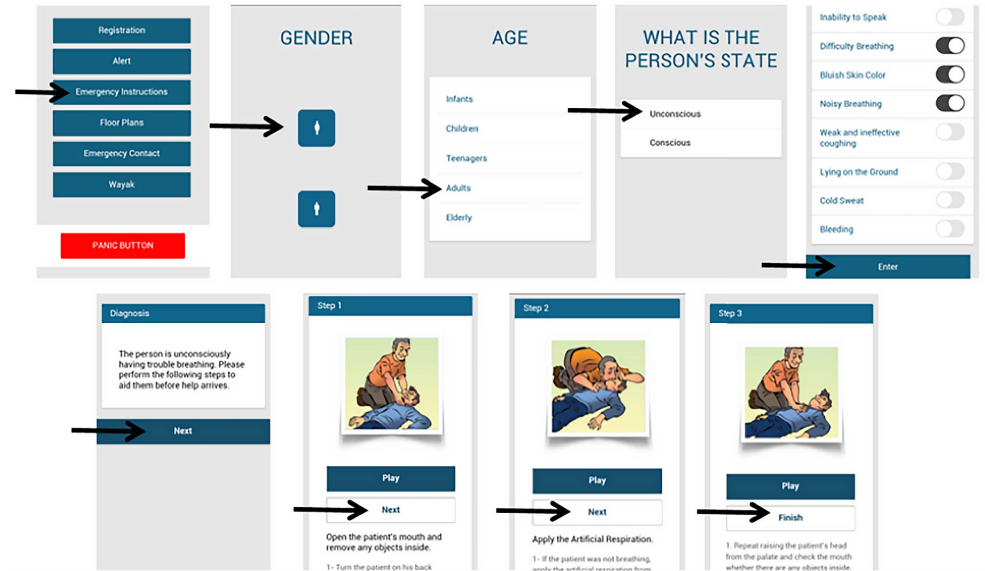 Registration
Alert
Emergency Instructions
Floor Plans
Emergency Contact
Wayak
PANIC BUTTON
GENDER
AGE
Infants
Children
Teenagers
Adults
Elderly
WHAT IS THE
PERSON'S STATE
Unconscious
Conscious
Inability to Speak
Difficulty Breathing
Bluish Skin Color
Noisy Breathing
Weak and ineffective
coughing
Lying on the Ground
Cold Sweat
Bleeding
Enter
Diagnosis
The person is unconsciously
having trouble breathing. Please
perform the following steps to
aid them before help arrives.
Next
Step 1
Play
Next
Open the patient's mouth and
remove any objects inside.
1- Turn the patient on his back
Step 2
Play
Next
Apply the Artificial Respiration.
1- If the patient was not breathing,
apply the artificial respiration from
Step 3
Play
Finish
1. Repeat raising the patient's head
from the palate and check the mouth
whether there are any objects inside.